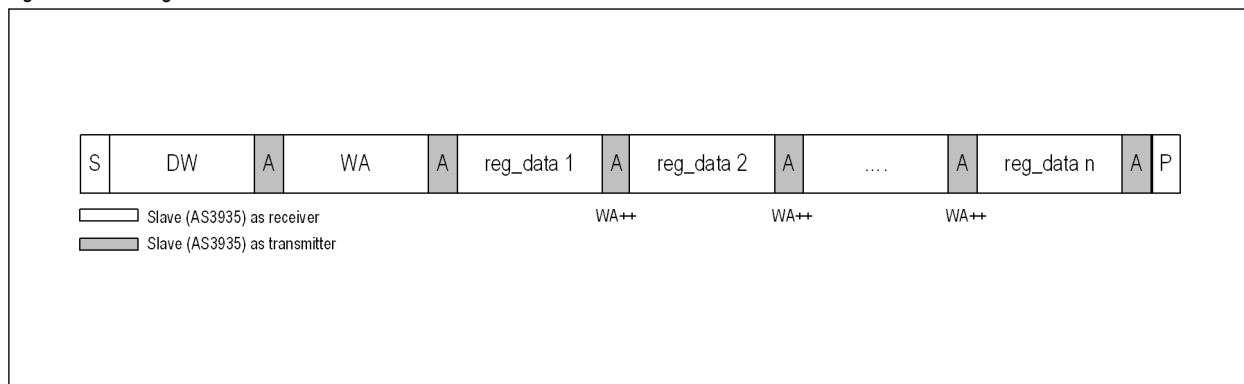 S DW A WA A reg_data 1 A reg_data 2 A .... A reg_data n A P
WA++ WA++ WA++
Slave (AS3935) as receiver
Slave (AS3935) as transmitter